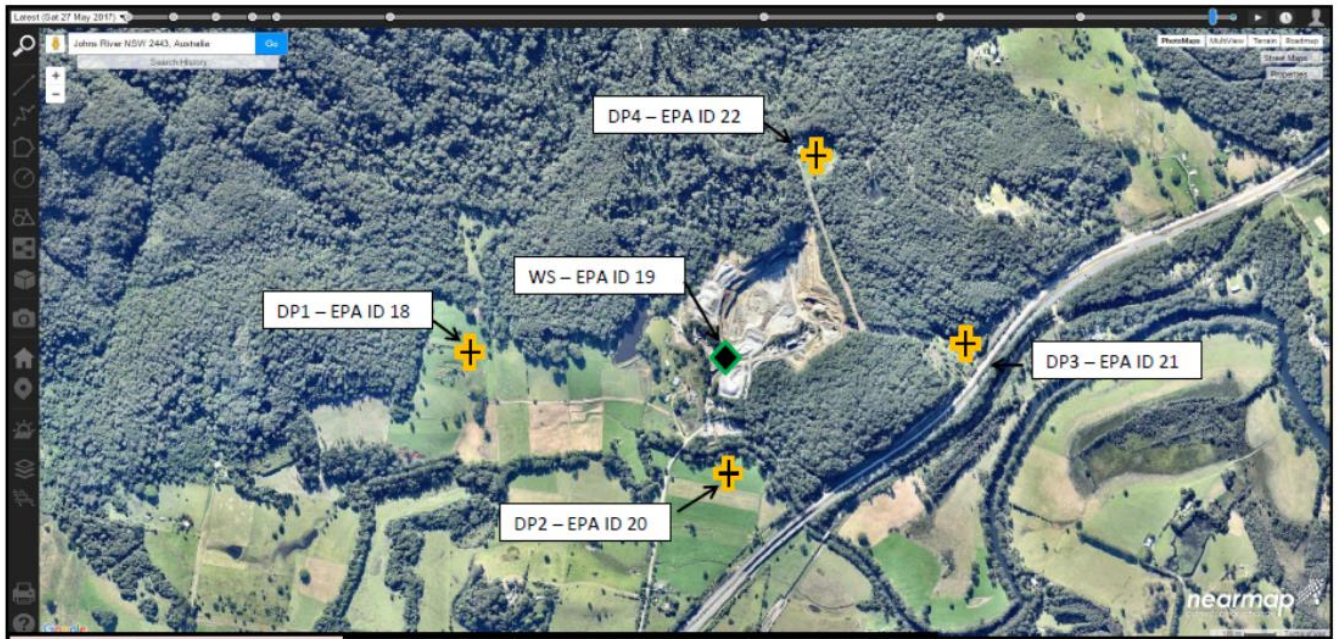 Latest (Sat 27 May 2017)
Johns River NSW 2443, Australia
Go
Search History
PhotoMaps
MultiView
Terrain
Roadmap
Street Maps
Properties
+
−
DP4 – EPA ID 22
WS – EPA ID 19
DP1 – EPA ID 18
DP3 – EPA ID 21
DP2 – EPA ID 20
nearmap
Google
?